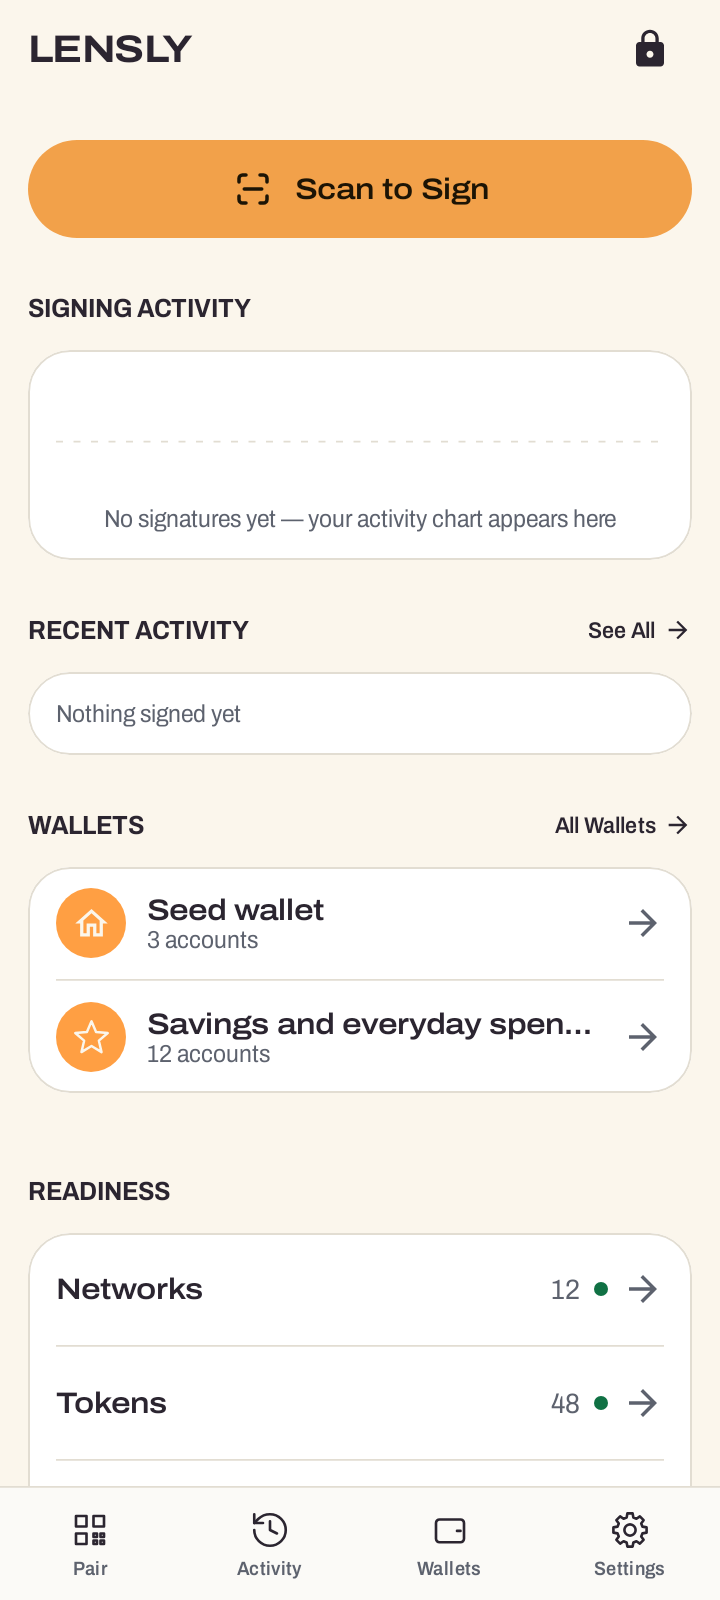 LENSLY
Scan to Sign
SIGNING ACTIVITY
No signatures yet — your activity chart appears here
RECENT ACTIVITY
See All
Nothing signed yet
WALLETS
All Wallets
Seed wallet
3 accounts
Savings and everyday spen...
12 accounts
READINESS
Networks
12
Tokens
48
Pair
Activity
Wallets
Settings